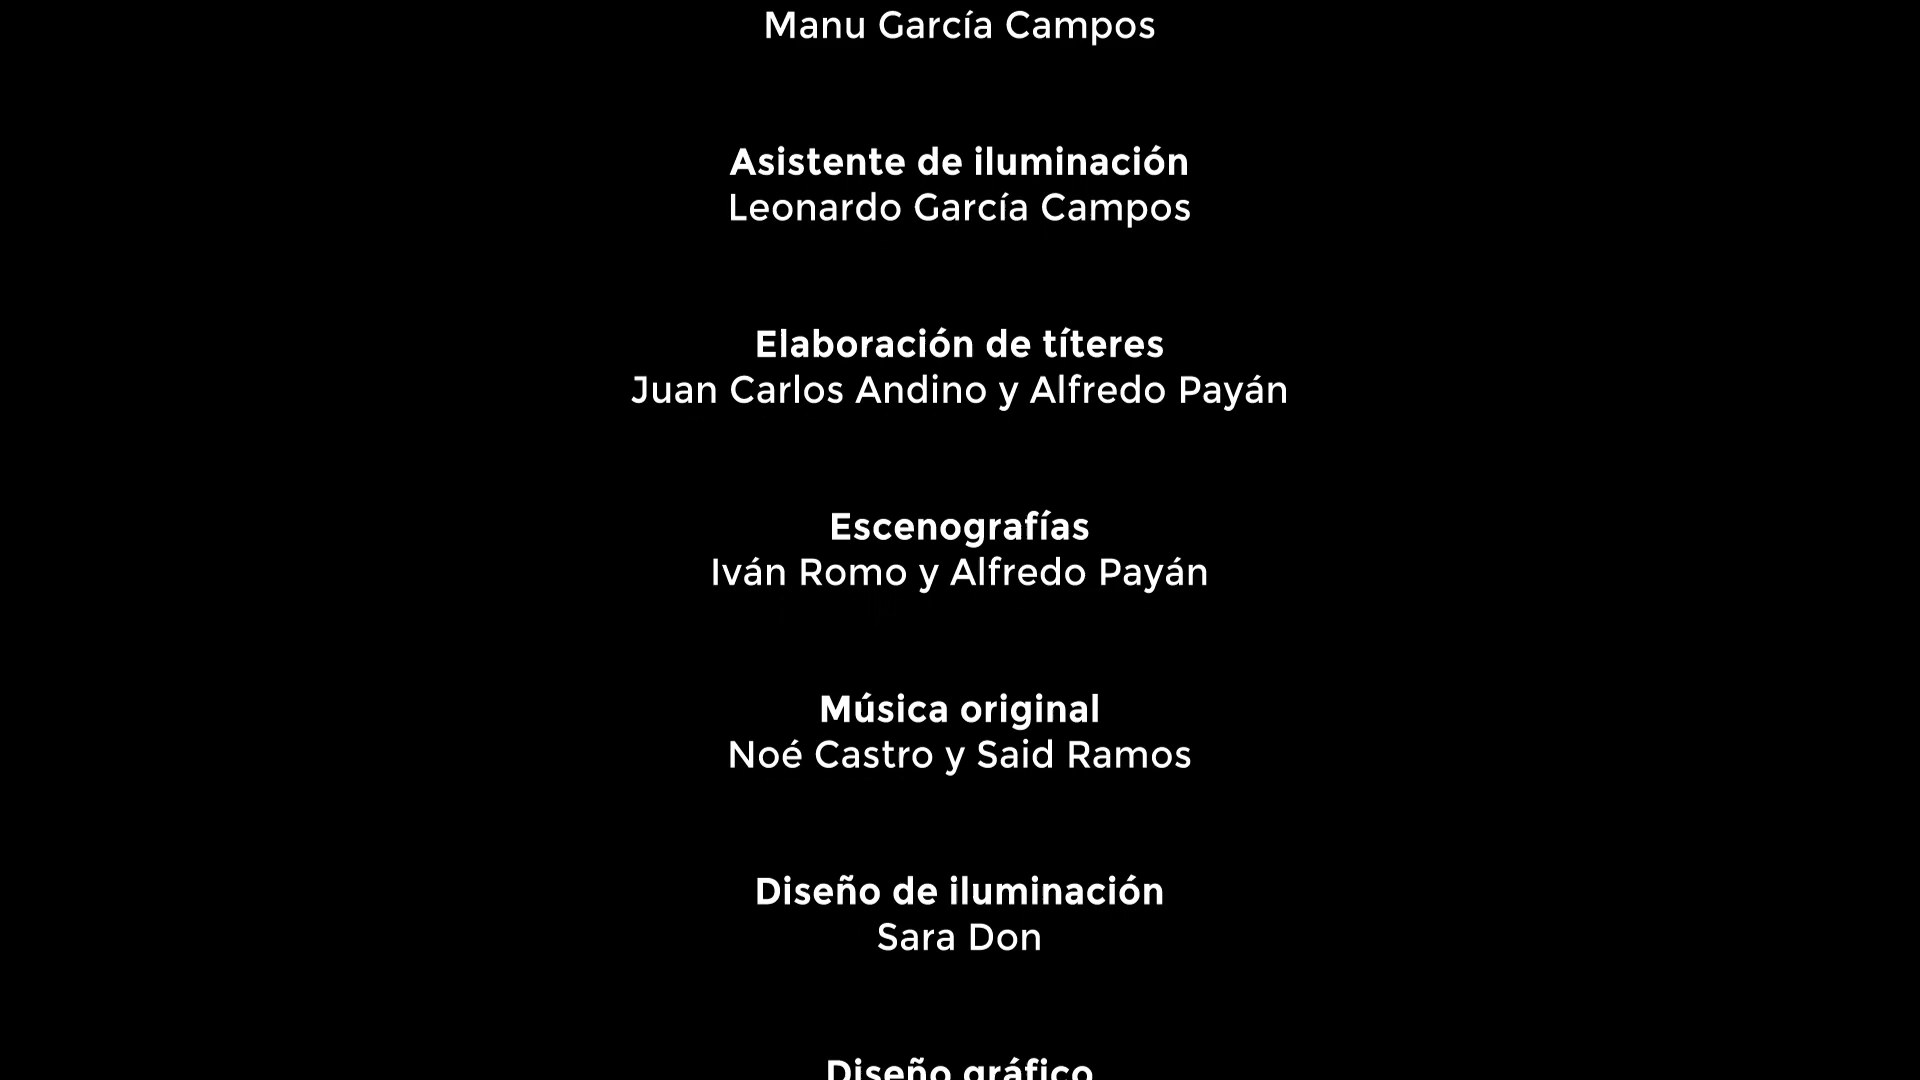 Manu García Campos
Asistente de iluminación
Leonardo García Campos
Elaboración de títeres
Juan Carlos Andino y Alfredo Payán
Escenografías
Iván Romo y Alfredo Payán
Música original
Noé Castro y Said Ramos
Diseño de iluminación
Sara Don
Diseño gráfico